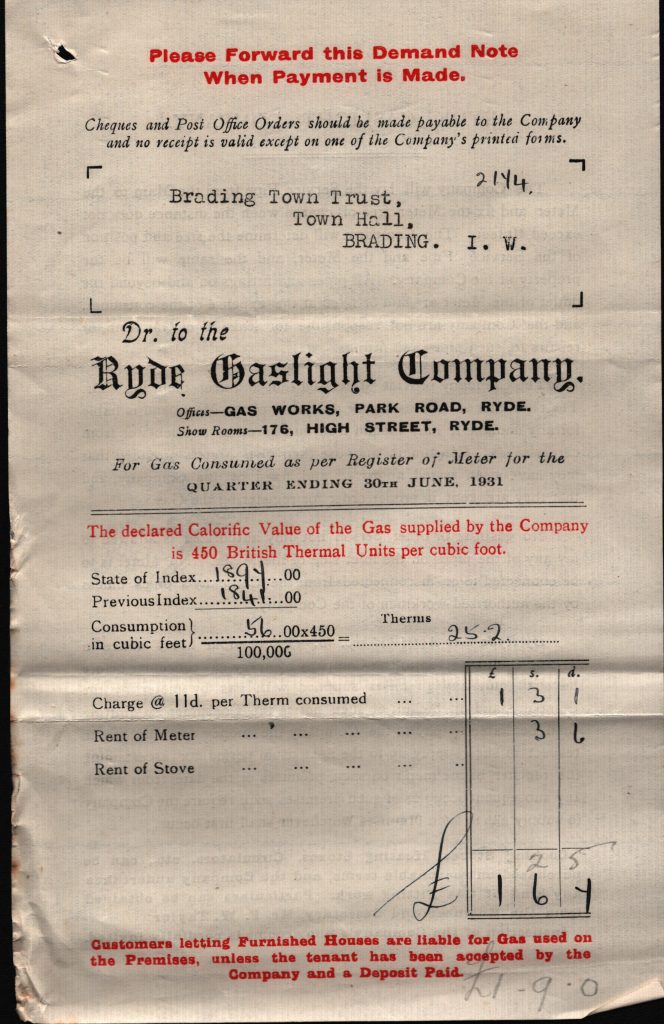 Please Forward this Demand Note
When Payment is Made.
Cheques and Post Office Orders should be made payable to the Company
and no receipt is valid except on one of the Company's printed forms.
2174.
Brading Town Trust,
Town Hall,
BRADING. I. W.
Dr. to the
Ryde Gaslight Company.
Offices—GAS WORKS, PARK ROAD, RYDE.
Show Rooms—176, HIGH STREET, RYDE.
For Gas Consumed as per Register of Meter for the
QUARTER ENDING 30TH JUNE, 1931
The declared Calorific Value of the Gas supplied by the Company
is 450 British Thermal Units per cubic foot.
State of Index...1897...00
Previous Index...1841...00
Consumption in cubic feet} 56 00x450 / 100,000 = Therms 25.2
£ s. d.
Charge @ 11d. per Therm consumed ... ... 1 3 1
Rent of Meter ... ... ... ... ... 3 6
Rent of Stove ... ... ... ... ...
2 5
£ 1 6 7
Customers letting Furnished Houses are liable for Gas used on
the Premises, unless the tenant has been accepted by the
Company and a Deposit Paid.
£1-9-0